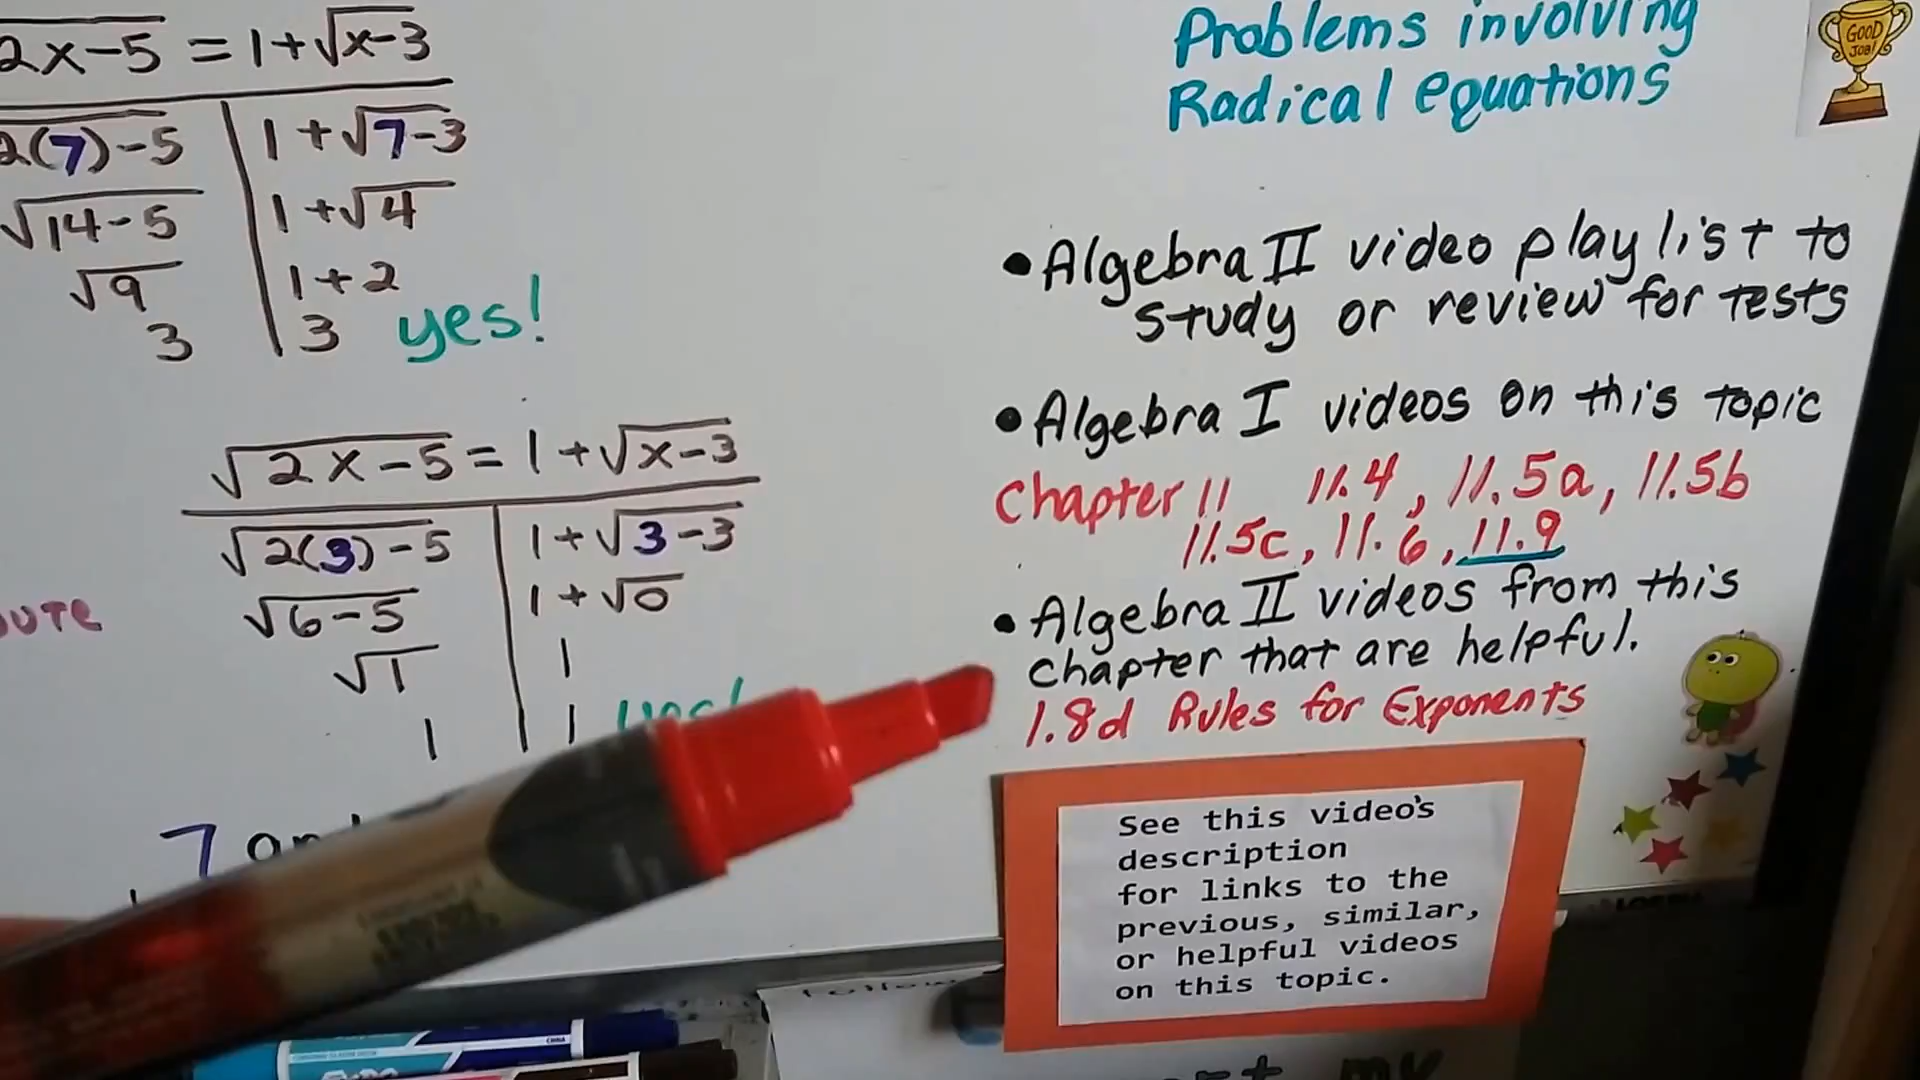 √2x-5 = 1+√x-3
2(7)-5 | 1+√7-3
√14-5 | 1+√4
√9 | 1+2
3 | 3 yes!
√2x-5 = 1+√x-3
√2(3)-5 | 1+√3-3
√6-5 | 1+√0
√1 | 1
1 | 1 yes!
7
Problems involving
Radical equations
GOOD
JOB!
• Algebra II video playlist to
study or review for tests
• Algebra I videos on this topic
Chapter 11 11.4, 11.5a, 11.5b
11.5c, 11.6, 11.9
• Algebra II videos from this
chapter that are helpful.
1.8d Rules for Exponents
See this video's
description
for links to the
previous, similar,
or helpful videos
on this topic.
CHINA
my